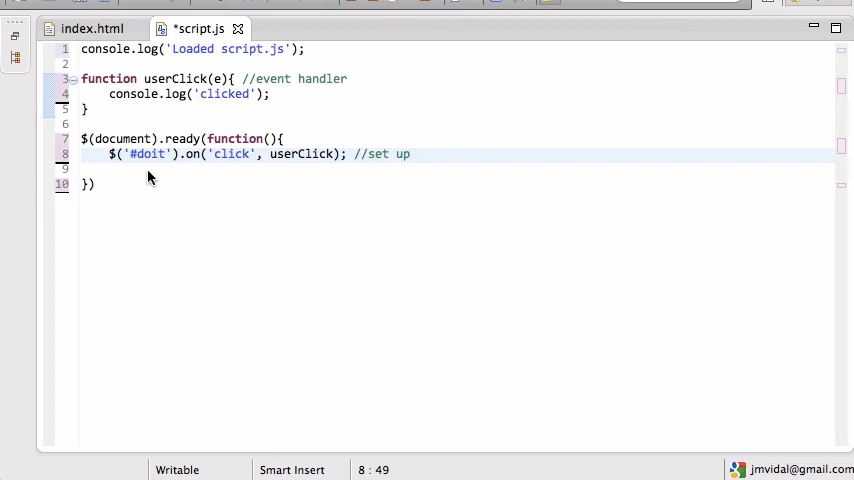 index.html
*script.js
1 console.log('Loaded script.js');
2
3 function userClick(e){ //event handler
4 console.log('clicked');
5 }
6
7 $(document).ready(function(){
8 $('#doit').on('click', userClick); //set up
9
10 })
Writable
Smart Insert
8 : 49
jmvidal@gmail.com